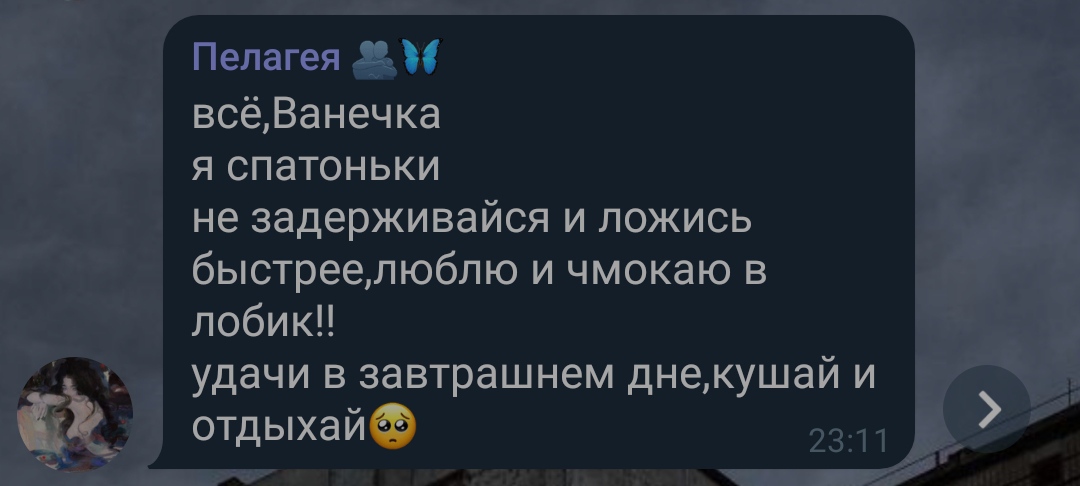 Пелагея 🫂🦋
всё,Ванечка
я спатоньки
не задерживайся и ложись
быстрее,люблю и чмокаю в
лобик!!
удачи в завтрашнем дне,кушай и
отдыхай🥺
23:11